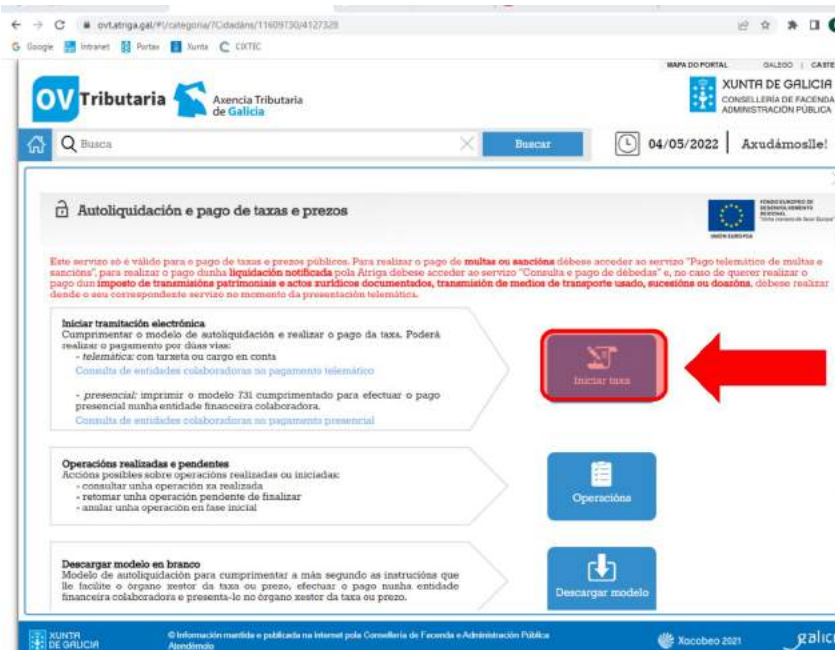 ovt.atriga.gal/#!/categoria/?Cidadáns/11609730/4127328
Google Intranet Portax Xunta CIXTEC
MAPA DO PORTAL GALEGO | CASTE
OV Tributaria Axencia Tributaria
de Galicia
XUNTA DE GALICIA
CONSELLERÍA DE FACENDA
ADMINISTRACIÓN PÚBLICA
Busca Buscar 04/05/2022 Axudámoslle!
Autoliquidación e pago de taxas e prezos
FONDO EUROPEO DE
DESENVOLVEMENTO
REXIONAL
"Unha maneira de facer Europa"
UNIÓN EUROPEA
Este servizo só é válido para o pago de taxas e prezos públicos. Para realizar o pago de multas ou sancións débese acceder ao servizo "Pago telemático de multas e
sancións", para realizar o pago dunha liquidación notificada pola Atriga débese acceder ao servizo "Consulta e pago de débedas" e, no caso de querer realizar o
pago dun imposto de transmisións patrimoniais e actos xurídicos documentados, transmisión de medios de transporte usado, sucesións ou doazóns, débese realizar
dende o seu correspondente servizo no momento da presentación telemática.
Iniciar tramitación electrónica
Cumprimentar o modelo de autoliquidación e realizar o pago da taxa. Poderá
realizar o pagamento por dúas vías:
- telemática: con tarxeta ou cargo en conta
Consulta de entidades colaboradoras no pagamento telemático
- presencial: imprimir o modelo 731 cumprimentado para efectuar o pago
presencial nunha entidade financeira colaboradora.
Consulta de entidades colaboradoras no pagamento presencial
Iniciar taxa
Operacións realizadas e pendentes
Accións posibles sobre operacións realizadas ou iniciadas:
- consultar unha operación xa realizada
- retomar unha operación pendente de finalizar
- anular unha operación en fase inicial
Operacións
Descargar modelo en branco
Modelo de autoliquidación para cumprimentar a mán segundo as instrucións que
lle facilite o órgano xestor da taxa ou prezo, efectuar o pago nunha entidade
financeira colaboradora e presenta-lo no órgano xestor da taxa ou prezo.
Descargar modelo
XUNTA
DE GALICIA
© Información mantida e publicada na internet pola Consellería de Facenda e Administración Pública
Atendémolo
Xacobeo 2021
galici